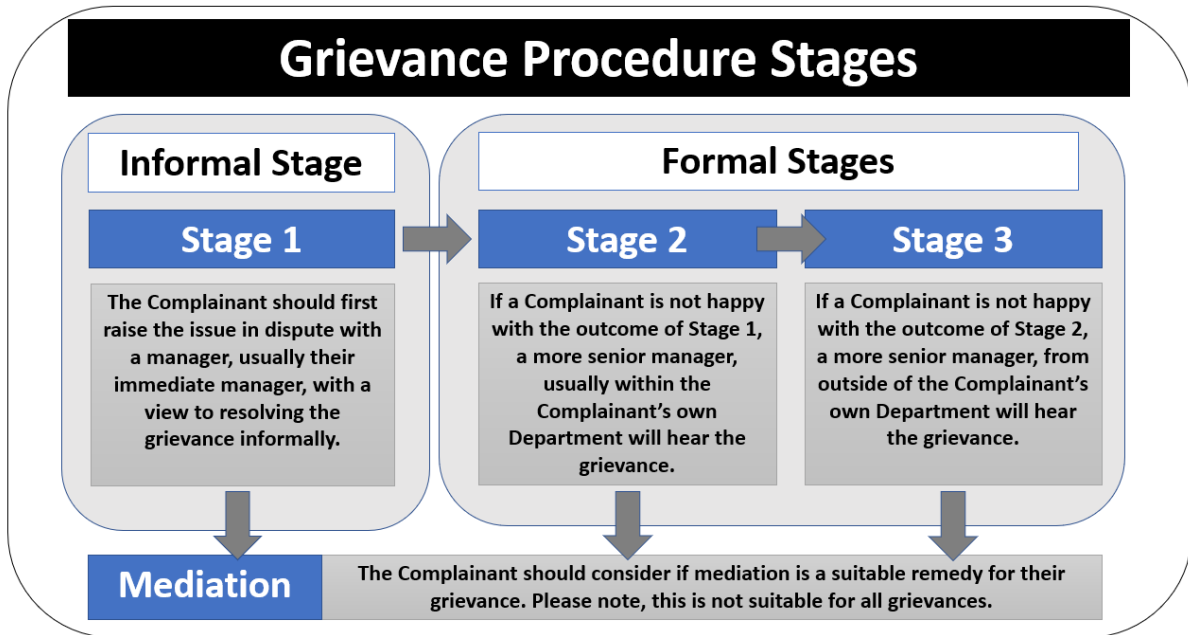 Grievance Procedure Stages
Informal Stage
Stage 1
The Complainant should first
raise the issue in dispute with
a manager, usually their
immediate manager, with a
view to resolving the
grievance informally.
Formal Stages
Stage 2
If a Complainant is not happy
with the outcome of Stage 1,
a more senior manager,
usually within the
Complainant’s own
Department will hear the
grievance.
Stage 3
If a Complainant is not happy
with the outcome of Stage 2,
a more senior manager, from
outside of the Complainant’s
own Department will hear
the grievance.
Mediation
The Complainant should consider if mediation is a suitable remedy for their
grievance. Please note, this is not suitable for all grievances.